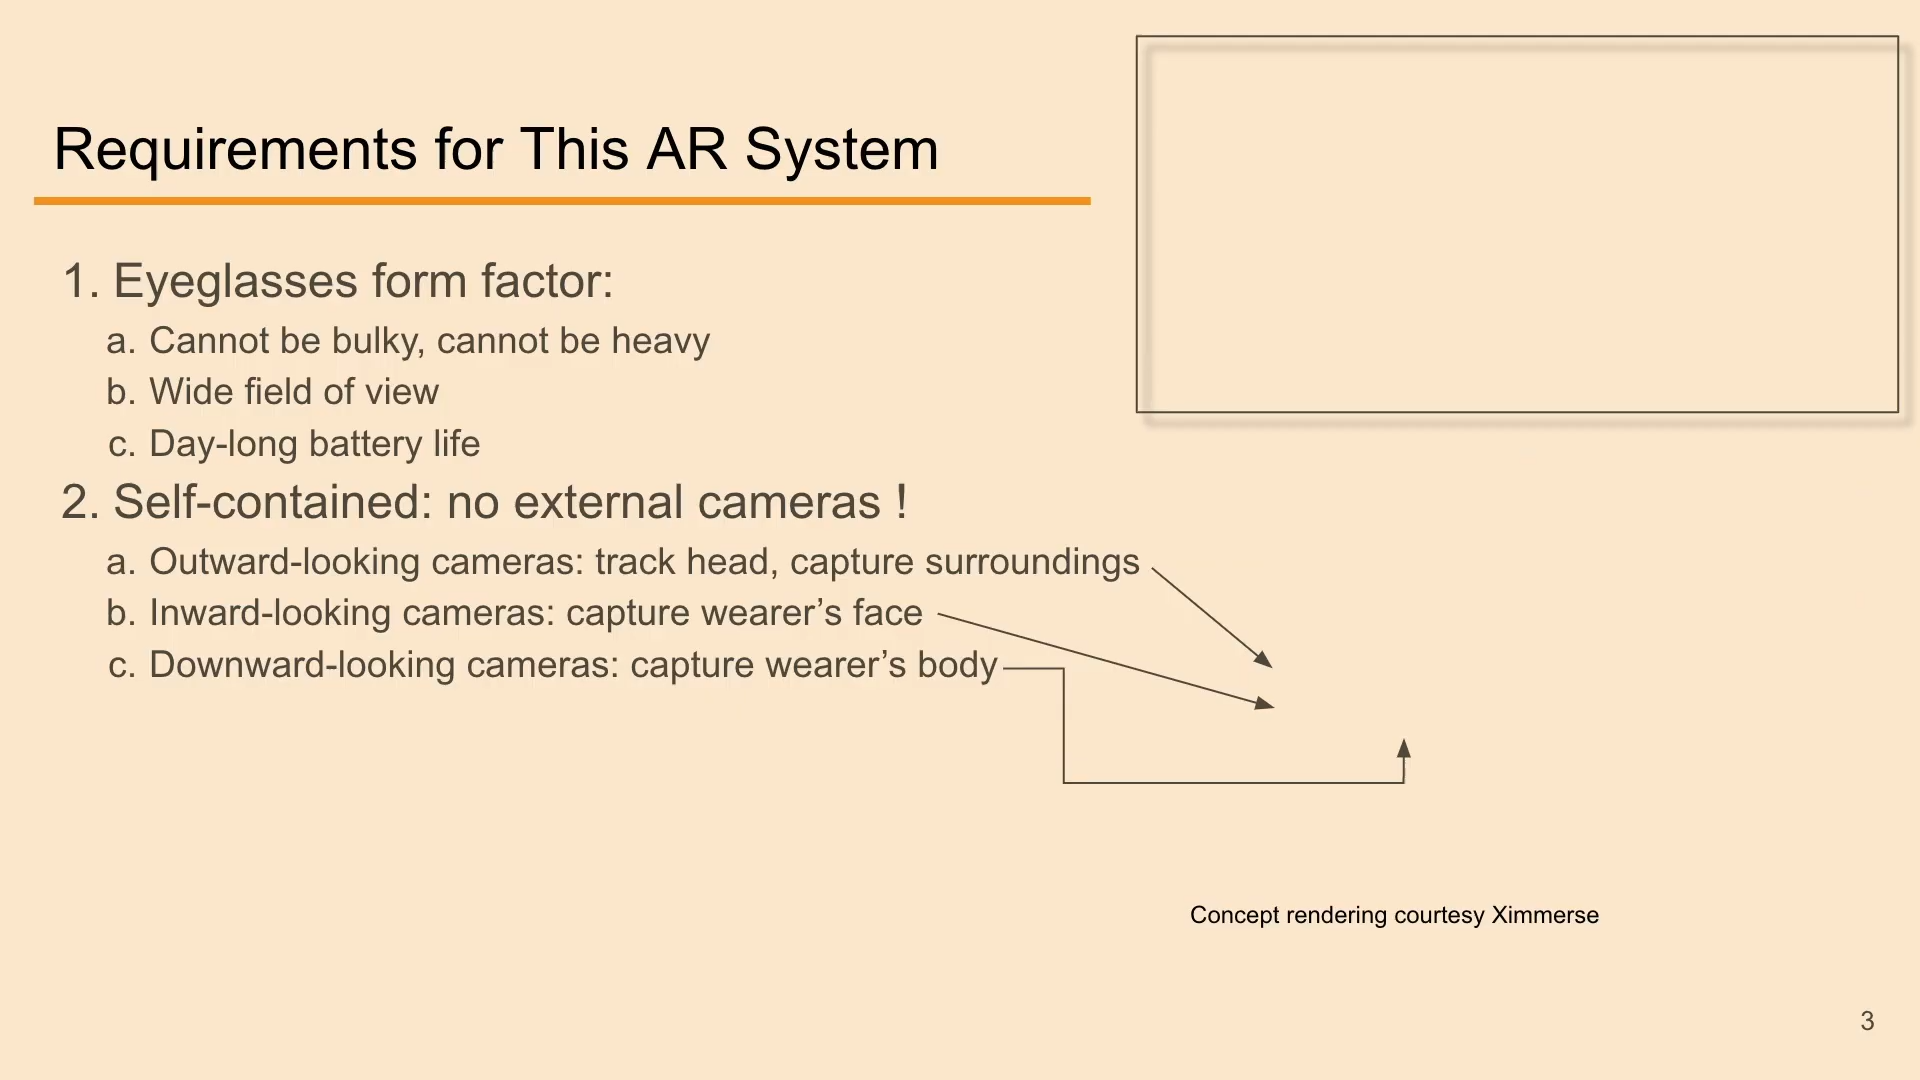 Requirements for This AR System
1. Eyeglasses form factor:
a. Cannot be bulky, cannot be heavy
b. Wide field of view
c. Day-long battery life
2. Self-contained: no external cameras !
a. Outward-looking cameras: track head, capture surroundings
b. Inward-looking cameras: capture wearer’s face
c. Downward-looking cameras: capture wearer’s body
Concept rendering courtesy Ximmerse
3